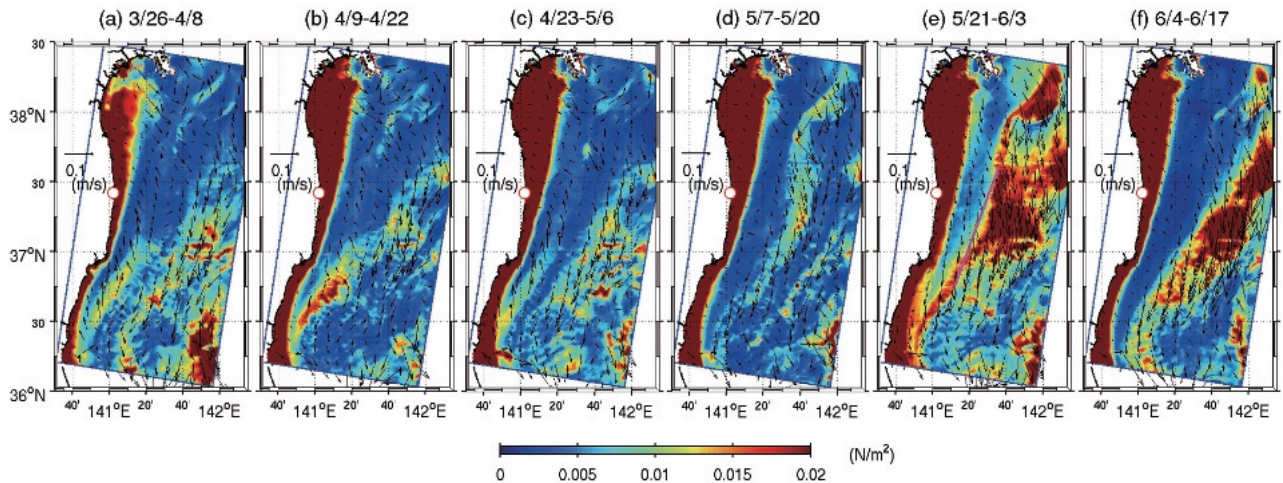 (a) 3/26-4/8 (b) 4/9-4/22 (c) 4/23-5/6 (d) 5/7-5/20 (e) 5/21-6/3 (f) 6/4-6/17
30
38°N
0.1 0.1 0.1 0.1 0.1 0.1
(m/s) (m/s) (m/s) (m/s) (m/s) (m/s)
30
37°N
30
36°N
40' 141°E 20' 40' 142°E 40' 141°E 20' 40' 142°E 40' 141°E 20' 40' 142°E 40' 141°E 20' 40' 142°E 40' 141°E 20' 40' 142°E 40' 141°E 20' 40' 142°E
0 0.005 0.01 0.015 0.02 (N/m²)